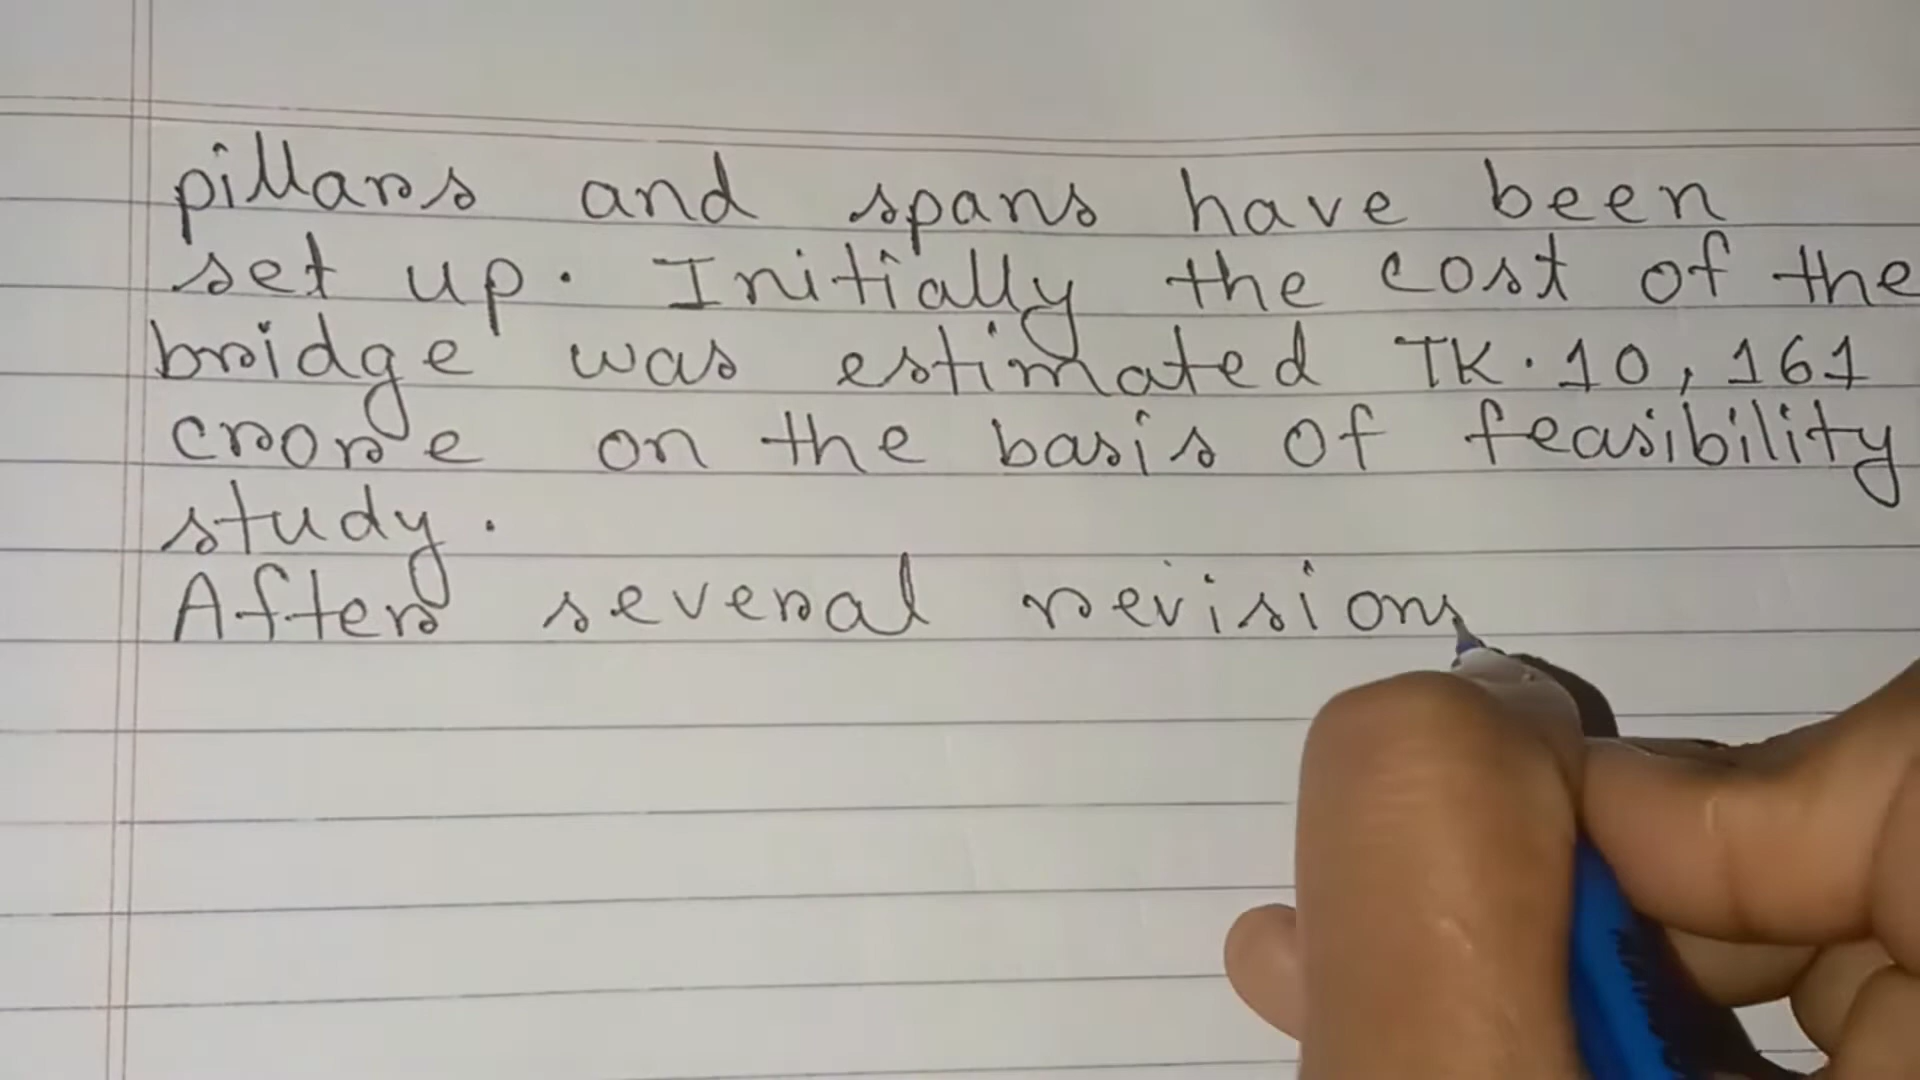 pillars and spans have been
set up. Initially the cost of the
bridge was estimated TK. 10, 161
crore on the basis of feasibility
study.
After several revisions